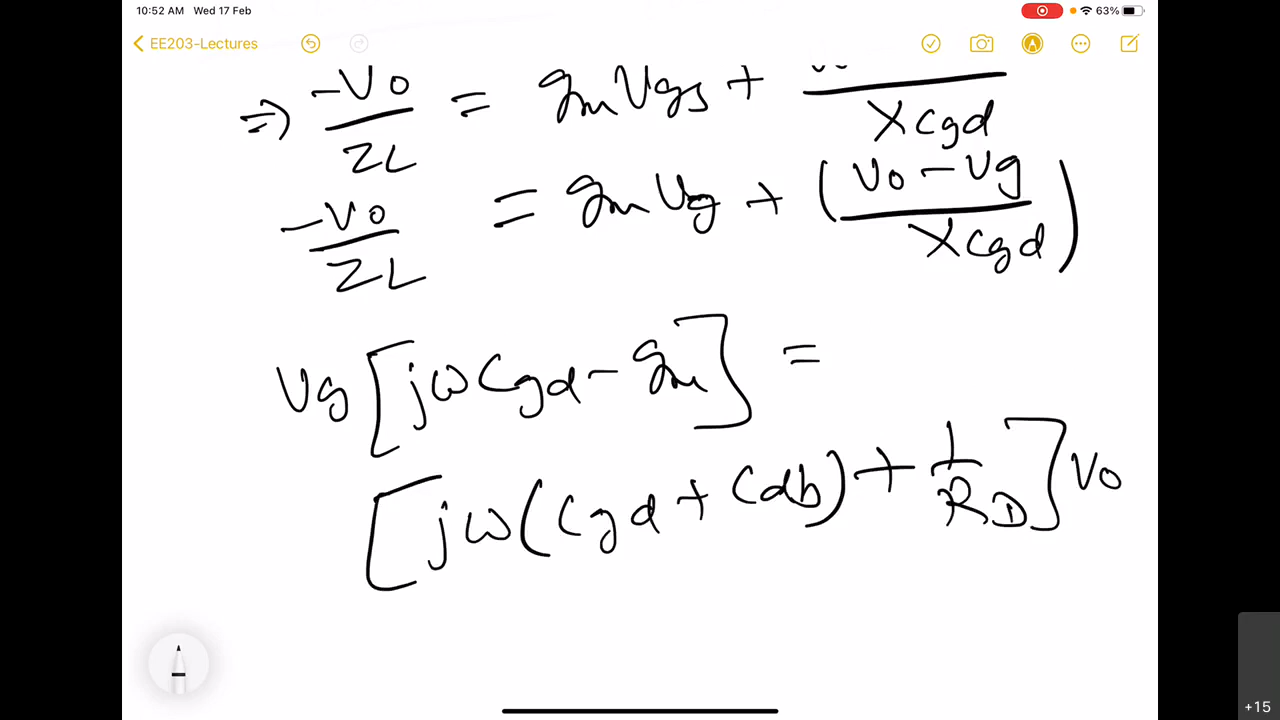 10:52 AM Wed 17 Feb 63%
EE203-Lectures
⇒ -Vo/ZL = gmVgs + /XCgd
-Vo/ZL = gmVg + (Vo - Vg/XCgd)
Vg[jωCgd - gm] =
[jω(Cgd + Cdb) + 1/RD]Vo
+15